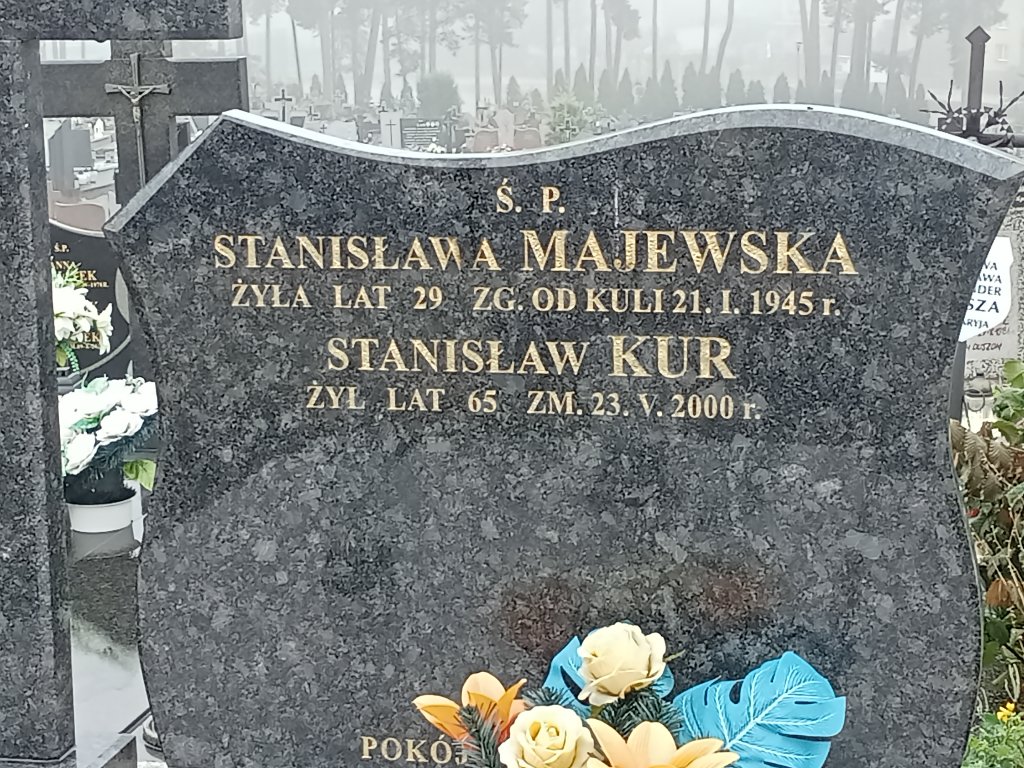 Ś. P.
STANISŁAWA MAJEWSKA
ŻYŁA LAT 29 ZG. OD KULI 21. I. 1945 r.
STANISŁAW KUR
ŻYŁ LAT 65 ZM. 23. V. 2000 r.
POKÓJ
Ś.P.
SZA